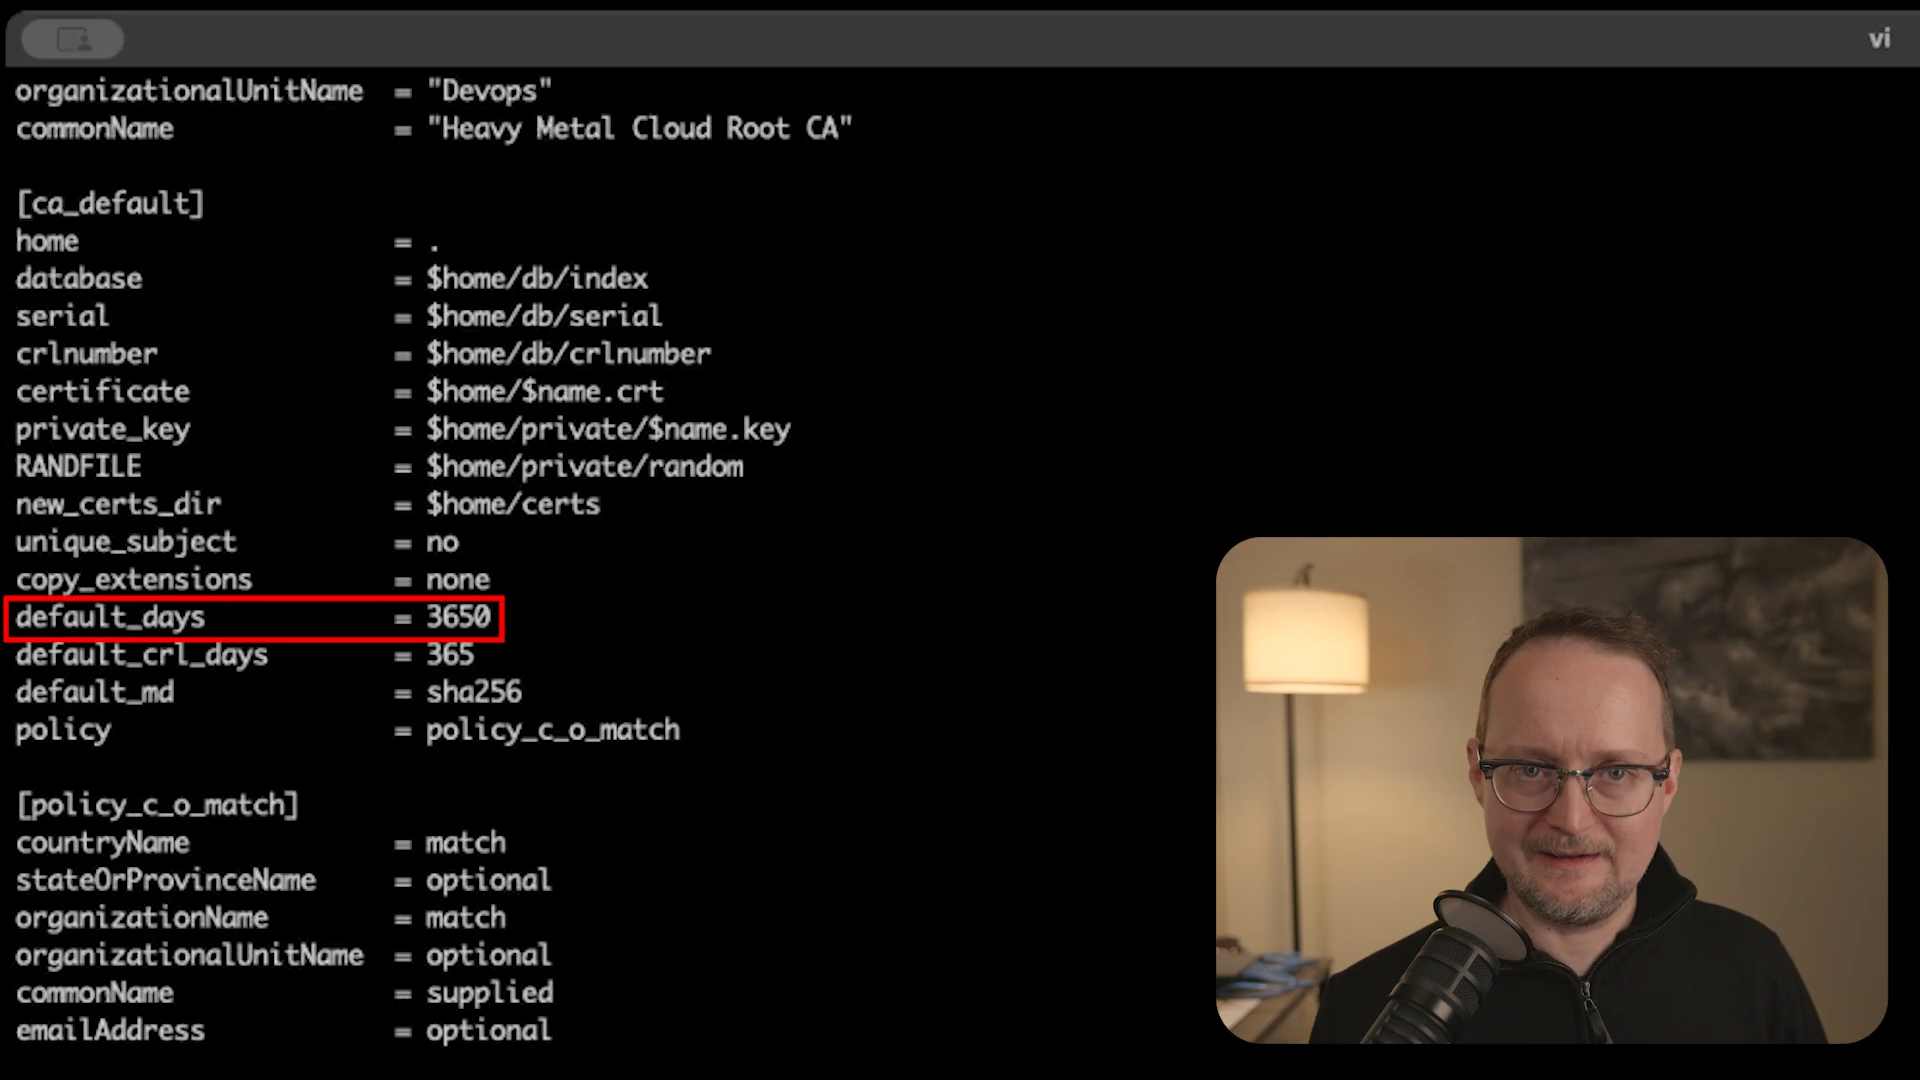 vi
organizationalUnitName = "Devops"
commonName = "Heavy Metal Cloud Root CA"
[ca_default]
home = .
database = $home/db/index
serial = $home/db/serial
crlnumber = $home/db/crlnumber
certificate = $home/$name.crt
private_key = $home/private/$name.key
RANDFILE = $home/private/random
new_certs_dir = $home/certs
unique_subject = no
copy_extensions = none
default_days = 3650
default_crl_days = 365
default_md = sha256
policy = policy_c_o_match
[policy_c_o_match]
countryName = match
stateOrProvinceName = optional
organizationName = match
organizationalUnitName = optional
commonName = supplied
emailAddress = optional